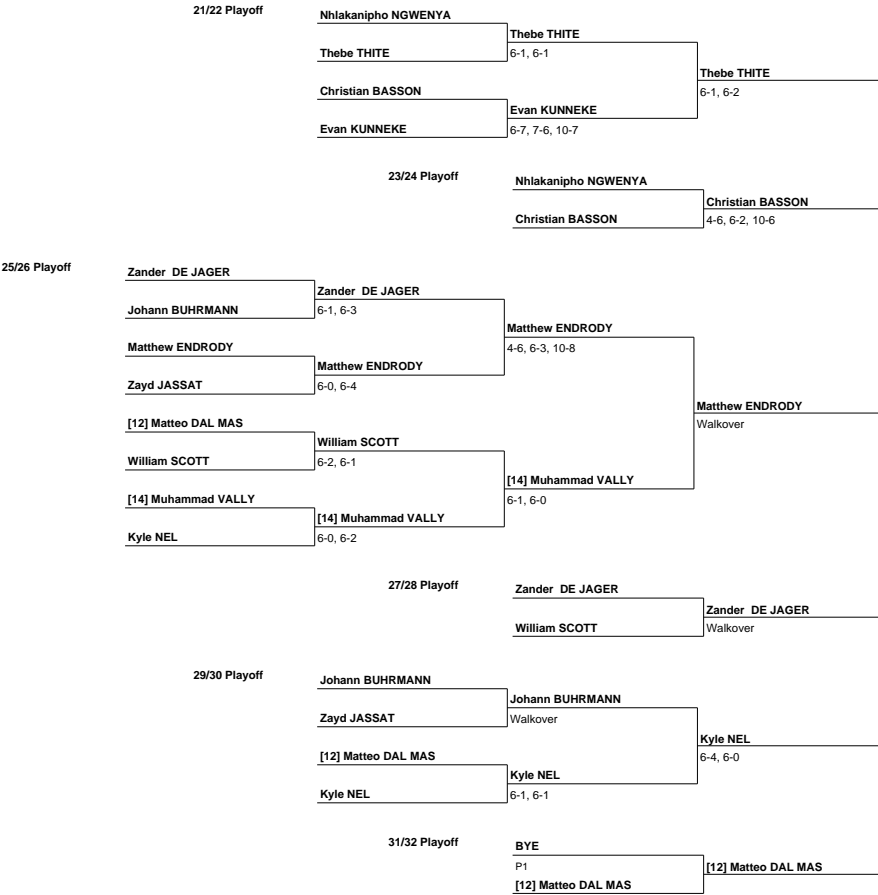 21/22 Playoff
Nhlakanipho NGWENYA
Thebe THITE
Thebe THITE
6-1, 6-1
Thebe THITE
6-1, 6-2
Christian BASSON
Evan KUNNEKE
Evan KUNNEKE
6-7, 7-6, 10-7
23/24 Playoff
Nhlakanipho NGWENYA
Christian BASSON
Christian BASSON
4-6, 6-2, 10-6
25/26 Playoff
Zander DE JAGER
Zander DE JAGER
Johann BUHRMANN
6-1, 6-3
Matthew ENDRODY
4-6, 6-3, 10-8
Matthew ENDRODY
Matthew ENDRODY
Zayd JASSAT
6-0, 6-4
Matthew ENDRODY
Walkover
[12] Matteo DAL MAS
William SCOTT
William SCOTT
6-2, 6-1
[14] Muhammad VALLY
6-1, 6-0
[14] Muhammad VALLY
[14] Muhammad VALLY
Kyle NEL
6-0, 6-2
27/28 Playoff
Zander DE JAGER
Zander DE JAGER
William SCOTT
Walkover
29/30 Playoff
Johann BUHRMANN
Johann BUHRMANN
Zayd JASSAT
Walkover
Kyle NEL
6-4, 6-0
[12] Matteo DAL MAS
Kyle NEL
Kyle NEL
6-1, 6-1
31/32 Playoff
BYE
P1
[12] Matteo DAL MAS
[12] Matteo DAL MAS